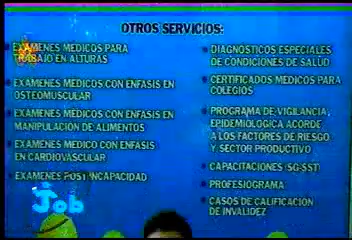 OTROS SERVICIOS:
EXAMENES MEDICOS PARA
TRABAJO EN ALTURAS
EXAMENES MEDICOS CON ENFASIS EN
OSTEOMUSCULAR
EXAMENES MEDICOS CON ENFASIS EN
MANIPULACION DE ALIMENTOS
EXAMENES MEDICO CON ENFASIS
EN CARDIOVASCULAR
EXAMENES POST INCAPACIDAD
DIAGNOSTICOS ESPECIALES
DE CONDICIONES DE SALUD
CERTIFICADOS MEDICOS PARA
COLEGIOS
PROGRAMA DE VIGILANCIA
EPIDEMIOLOGICA ACORDE
A LOS FACTORES DE RIESGO
Y SECTOR PRODUCTIVO
CAPACITACIONES (SG-SST)
PROFESIOGRAMA
CASOS DE CALIFICACION
DE INVALIDEZ
Job